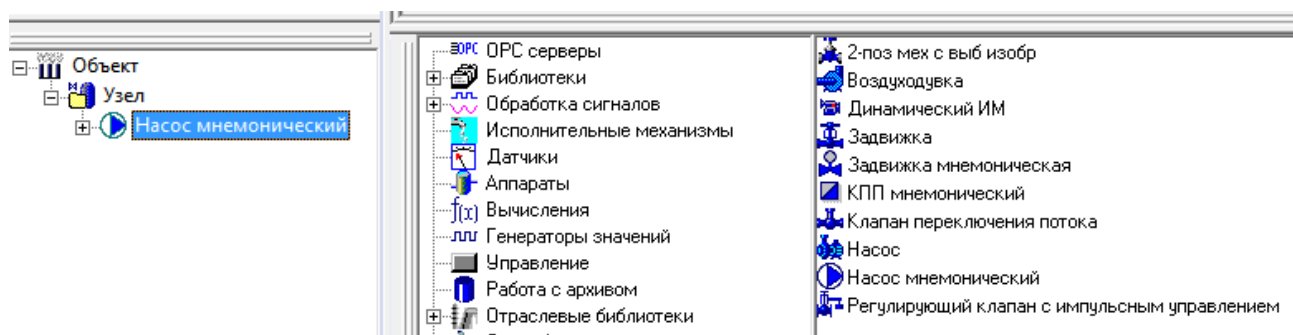 Объект
Узел
Насос мнемонический
OPC OPC серверы
Библиотеки
Обработка сигналов
Исполнительные механизмы
Датчики
Аппараты
f(x) Вычисления
Генераторы значений
Управление
Работа с архивом
Отраслевые библиотеки
2-поз мех с выб изобр
Воздуходувка
Динамический ИМ
Задвижка
Задвижка мнемоническая
КПП мнемонический
Клапан переключения потока
Насос
Насос мнемонический
Регулирующий клапан с импульсным управлением